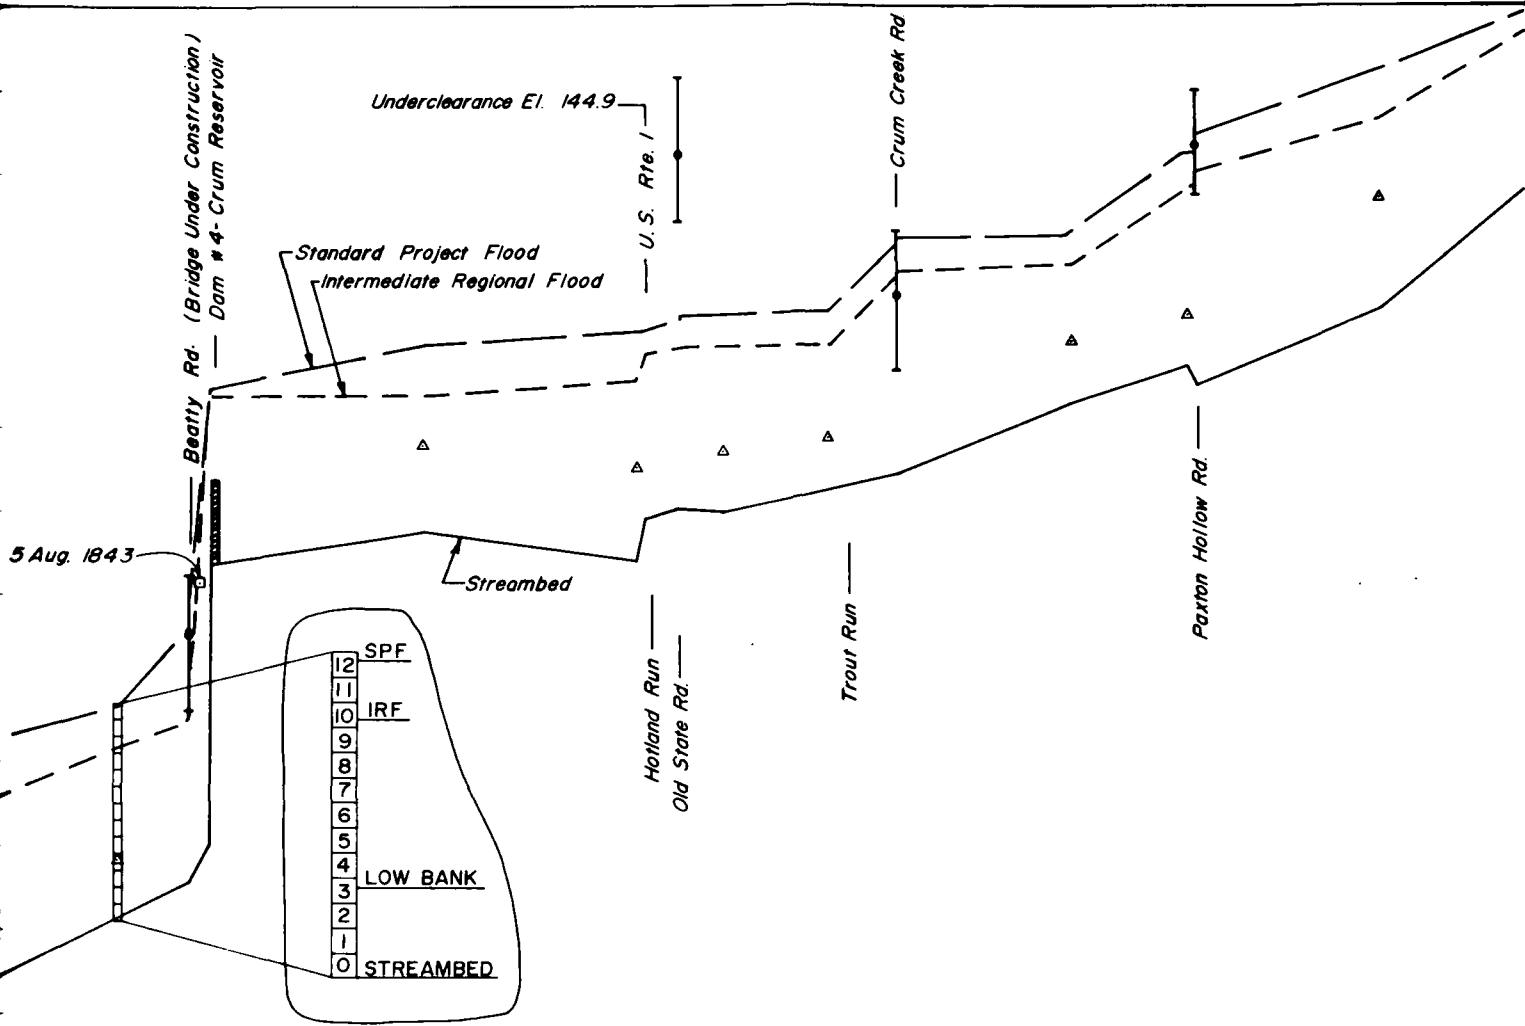 Beatty Rd. (Bridge Under Construction)
Dam # 4 - Crum Reservoir
Underclearance El. 144.9
U.S. Rte. 1
Crum Creek Rd.
Standard Project Flood
Intermediate Regional Flood
5 Aug. 1843
Streambed
Hotland Run
Old State Rd.
Trout Run
Paxton Hollow Rd.
12 SPF
11
10 IRF
9
8
7
6
5
4
3 LOW BANK
2
1
0 STREAMBED